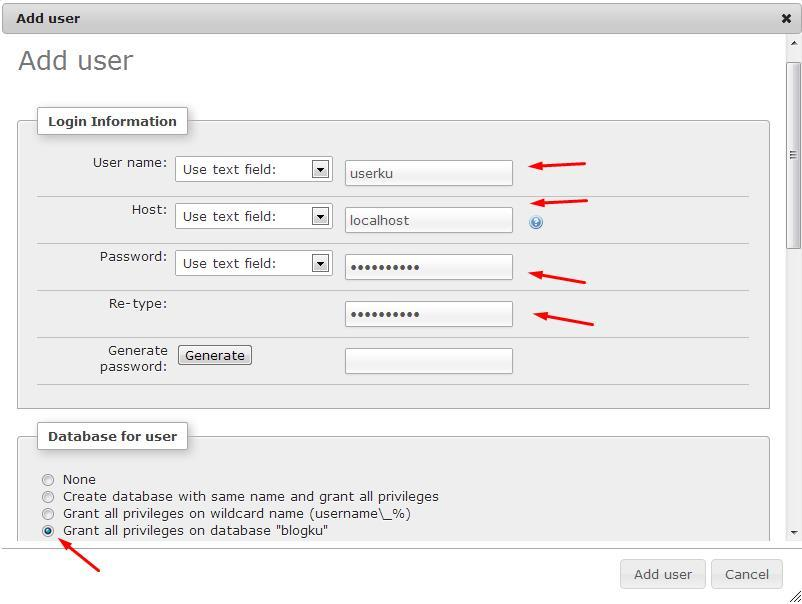 Add user
Add user
Login Information
User name: Use text field: userku
Host: Use text field: localhost
Password: Use text field: ••••••••••
Re-type: ••••••••••
Generate password: Generate
Database for user
None
Create database with same name and grant all privileges
Grant all privileges on wildcard name (username\_%)
Grant all privileges on database "blogku"
Add user Cancel